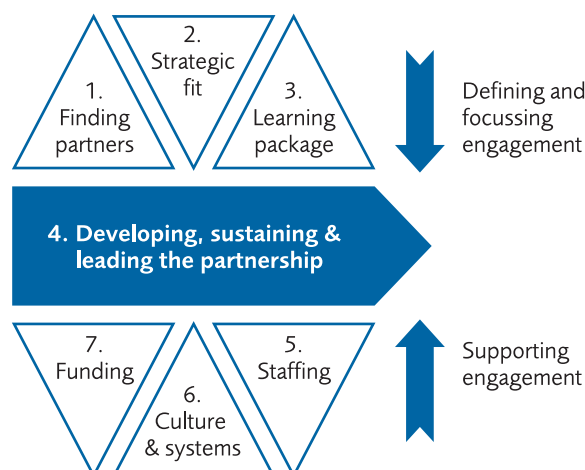 1.
Finding
partners
2.
Strategic
fit
3.
Learning
package
Defining and
focussing
engagement
4. Developing, sustaining &
leading the partnership
7.
Funding
6.
Culture
& systems
5.
Staffing
Supporting
engagement